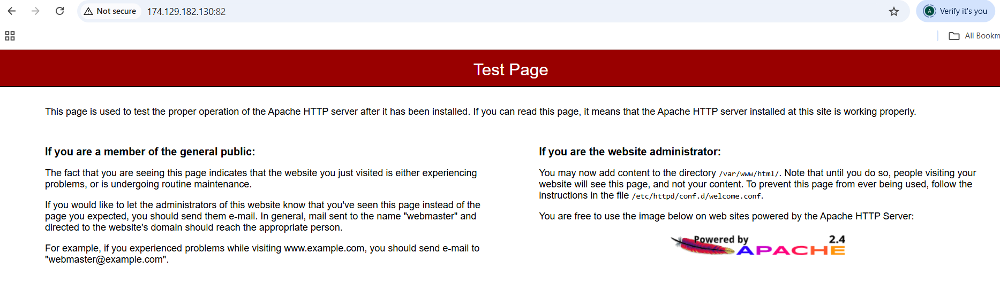 Not secure
174.129.182.130:82
Verify it's you
All Bookm
Test Page
This page is used to test the proper operation of the Apache HTTP server after it has been installed. If you can read this page, it means that the Apache HTTP server installed at this site is working properly.
If you are a member of the general public:
The fact that you are seeing this page indicates that the website you just visited is either experiencing
problems, or is undergoing routine maintenance.
If you would like to let the administrators of this website know that you've seen this page instead of the
page you expected, you should send them e-mail. In general, mail sent to the name "webmaster" and
directed to the website's domain should reach the appropriate person.
For example, if you experienced problems while visiting www.example.com, you should send e-mail to
"webmaster@example.com".
If you are the website administrator:
You may now add content to the directory /var/www/html/. Note that until you do so, people visiting your
website will see this page, and not your content. To prevent this page from ever being used, follow the
instructions in the file /etc/httpd/conf.d/welcome.conf.
You are free to use the image below on web sites powered by the Apache HTTP Server:
Powered by 2.4
APACHE